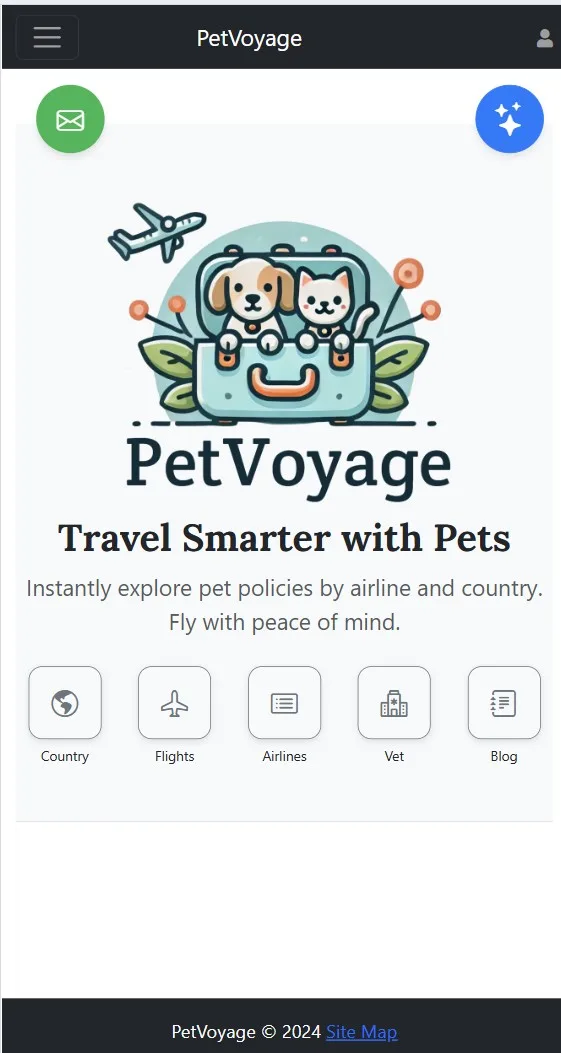 PetVoyage
PetVoyage
Travel Smarter with Pets
Instantly explore pet policies by airline and country.
Fly with peace of mind.
Country
Flights
Airlines
Vet
Blog
PetVoyage © 2024 Site Map